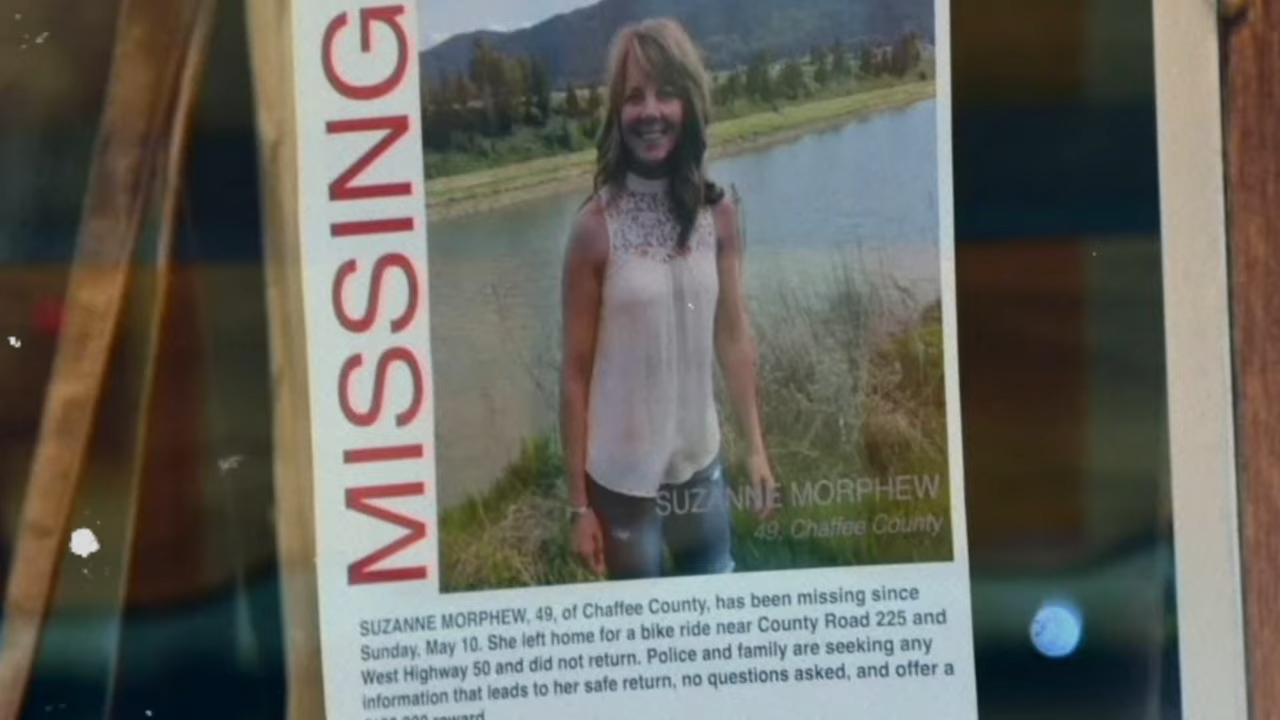 MISSING
SUZANNE MORPHEW
49, Chaffee County
SUZANNE MORPHEW, 49, of Chaffee County, has been missing since
Sunday, May 10. She left home for a bike ride near County Road 225 and
West Highway 50 and did not return. Police and family are seeking any
information that leads to her safe return, no questions asked, and offer a
reward